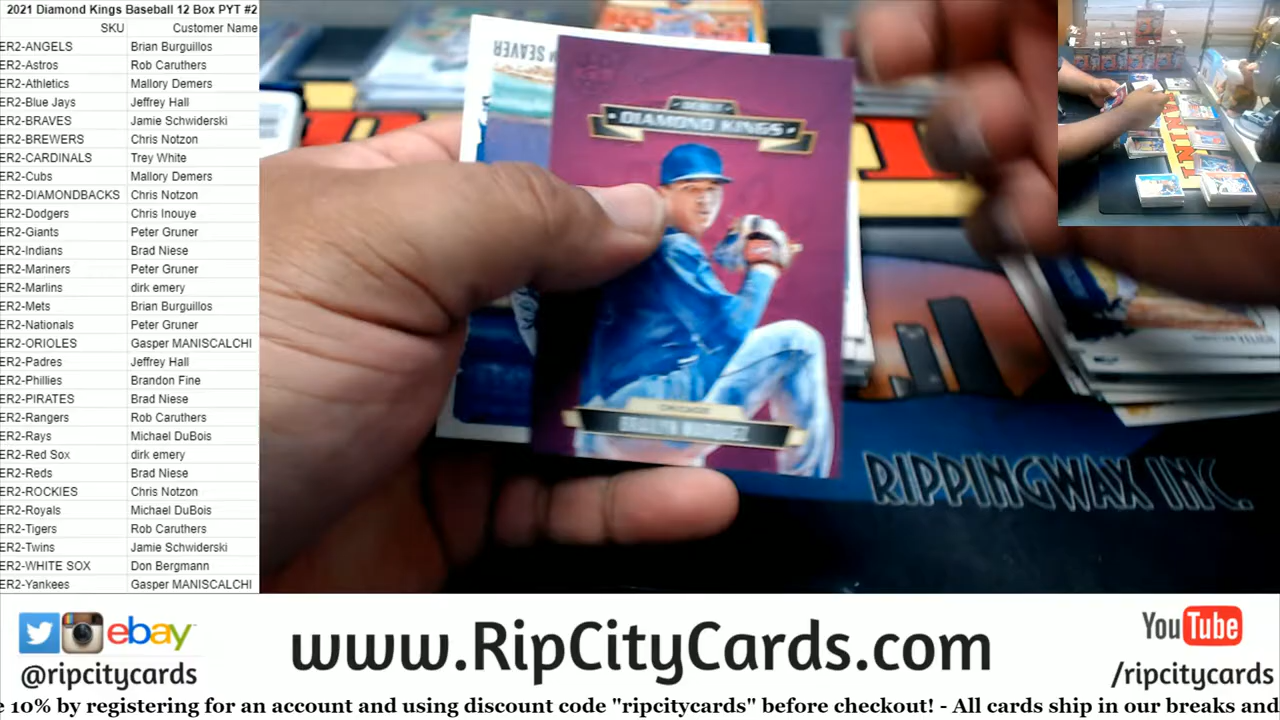 2021 Diamond Kings Baseball 12 Box PYT #2
SKU Customer Name
ER2-ANGELS Brian Burguillos
ER2-Astros Rob Caruthers
ER2-Athletics Mallory Demers
ER2-Blue Jays Jeffrey Hall
ER2-BRAVES Jamie Schwiderski
ER2-BREWERS Chris Notzon
ER2-CARDINALS Trey White
ER2-Cubs Mallory Demers
ER2-DIAMONDBACKS Chris Notzon
ER2-Dodgers Chris Inouye
ER2-Giants Peter Gruner
ER2-Indians Brad Niese
ER2-Mariners Peter Gruner
ER2-Marlins dirk emery
ER2-Mets Brian Burguillos
ER2-Nationals Peter Gruner
ER2-ORIOLES Gasper MANISCALCHI
ER2-Padres Jeffrey Hall
ER2-Phillies Brandon Fine
ER2-PIRATES Brad Niese
ER2-Rangers Rob Caruthers
ER2-Rays Michael DuBois
ER2-Red Sox dirk emery
ER2-Reds Brad Niese
ER2-ROCKIES Chris Notzon
ER2-Royals Michael DuBois
ER2-Tigers Rob Caruthers
ER2-Twins Jamie Schwiderski
ER2-WHITE SOX Don Bergmann
ER2-Yankees Gasper MANISCALCHI
SEAVER
DEBUT
DIAMOND KINGS
CHICAGO
RIPPINGWAX INC.
ebay
@ripcitycards
www.RipCityCards.com
YouTube
/ripcitycards
e 10% by registering for an account and using discount code "ripcitycards" before checkout! - All cards ship in our breaks and